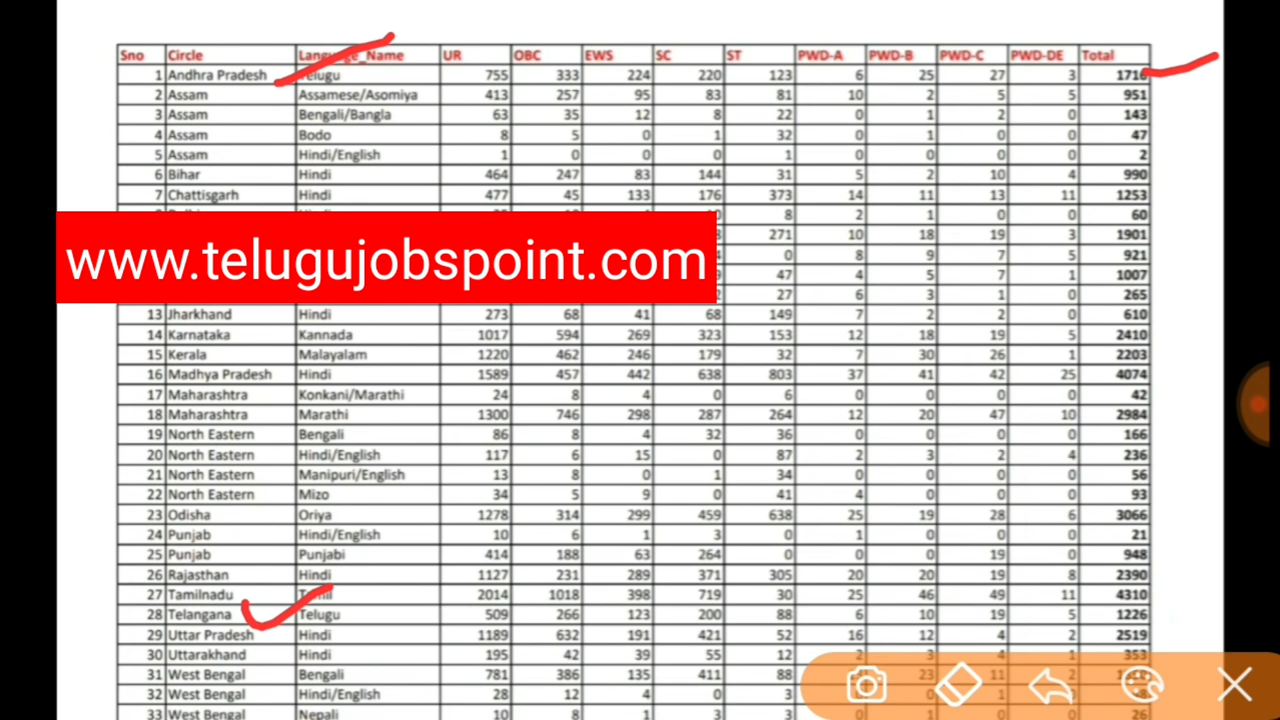 Sno Circle Language_Name UR OBC EWS SC ST PWD-A PWD-B PWD-C PWD-DE Total
1 Andhra Pradesh Telugu 755 333 224 220 123 6 25 27 3 1716
2 Assam Assamese/Asomiya 413 257 95 83 81 10 2 5 5 951
3 Assam Bengali/Bangla 63 35 12 8 22 0 1 2 0 143
4 Assam Bodo 8 5 0 1 32 0 1 0 0 47
5 Assam Hindi/English 1 0 0 0 1 0 0 0 0 2
6 Bihar Hindi 464 247 83 144 31 5 2 10 4 990
7 Chattisgarh Hindi 477 45 133 176 373 14 11 13 11 1253
8 2 1 0 0 60
271 10 18 19 3 1901
0 8 9 7 5 921
www.telugujobspoint.com
47 4 5 7 1 1007
27 6 3 1 0 265
13 Jharkhand Hindi 273 68 41 68 149 7 2 2 0 610
14 Karnataka Kannada 1017 594 269 323 153 12 18 19 5 2410
15 Kerala Malayalam 1220 462 246 179 32 7 30 26 1 2203
16 Madhya Pradesh Hindi 1589 457 442 638 803 37 41 42 25 4074
17 Maharashtra Konkani/Marathi 24 8 4 0 6 0 0 0 0 42
18 Maharashtra Marathi 1300 746 298 287 264 12 20 47 10 2984
19 North Eastern Bengali 86 8 4 32 36 0 0 0 0 166
20 North Eastern Hindi/English 117 6 15 0 87 2 3 2 4 236
21 North Eastern Manipuri/English 13 8 0 1 34 0 0 0 0 56
22 North Eastern Mizo 34 5 9 0 41 4 0 0 0 93
23 Odisha Oriya 1278 314 299 459 638 25 19 28 6 3066
24 Punjab Hindi/English 10 6 1 3 0 1 0 0 0 21
25 Punjab Punjabi 414 188 63 264 0 0 0 19 0 948
26 Rajasthan Hindi 1127 231 289 371 305 20 20 19 8 2390
27 Tamilnadu Tamil 2014 1018 398 719 30 25 46 49 11 4310
28 Telangana Telugu 509 266 123 200 88 6 10 19 5 1226
29 Uttar Pradesh Hindi 1189 632 191 421 52 16 12 4 2 2519
30 Uttarakhand Hindi 195 42 39 55 12 2 3 4 1 353
31 West Bengal Bengali 781 386 135 411 88 23 11 2
32 West Bengal Hindi/English 28 12 4 0 3
33 West Bengal Nepali 10 8 1 3 3 0 1 0 0 26